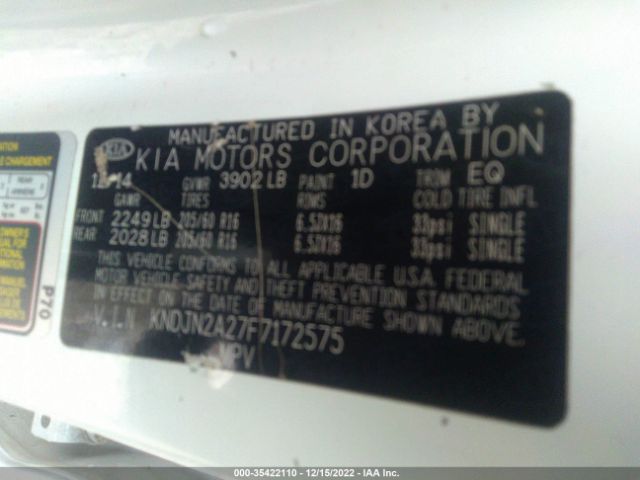 MANUFACTURED IN KOREA BY
KIA KIA MOTORS CORPORATION
12/14 GVWR 3902 LB PAINT 1D TRIM EQ
GAWR TIRES ROWS COLD TIRE INFL
FRONT 2249 LB 205/60 R16 6.5JX16 33psi SINGLE
REAR 2028 LB 205/60 R16 6.5JX16 33psi SINGLE
THIS VEHICLE CONFORMS TO ALL APPLICABLE U.S.A. FEDERAL
MOTOR VEHICLE SAFETY AND THEFT PREVENTION STANDARDS
IN EFFECT ON THE DATE OF MANUFACTURE SHOWN ABOVE.
V.I.N KNDJN2A27F7172575
MPV
CHARGEMENT
P70
000-35422110 - 12/15/2022 - IAA Inc.